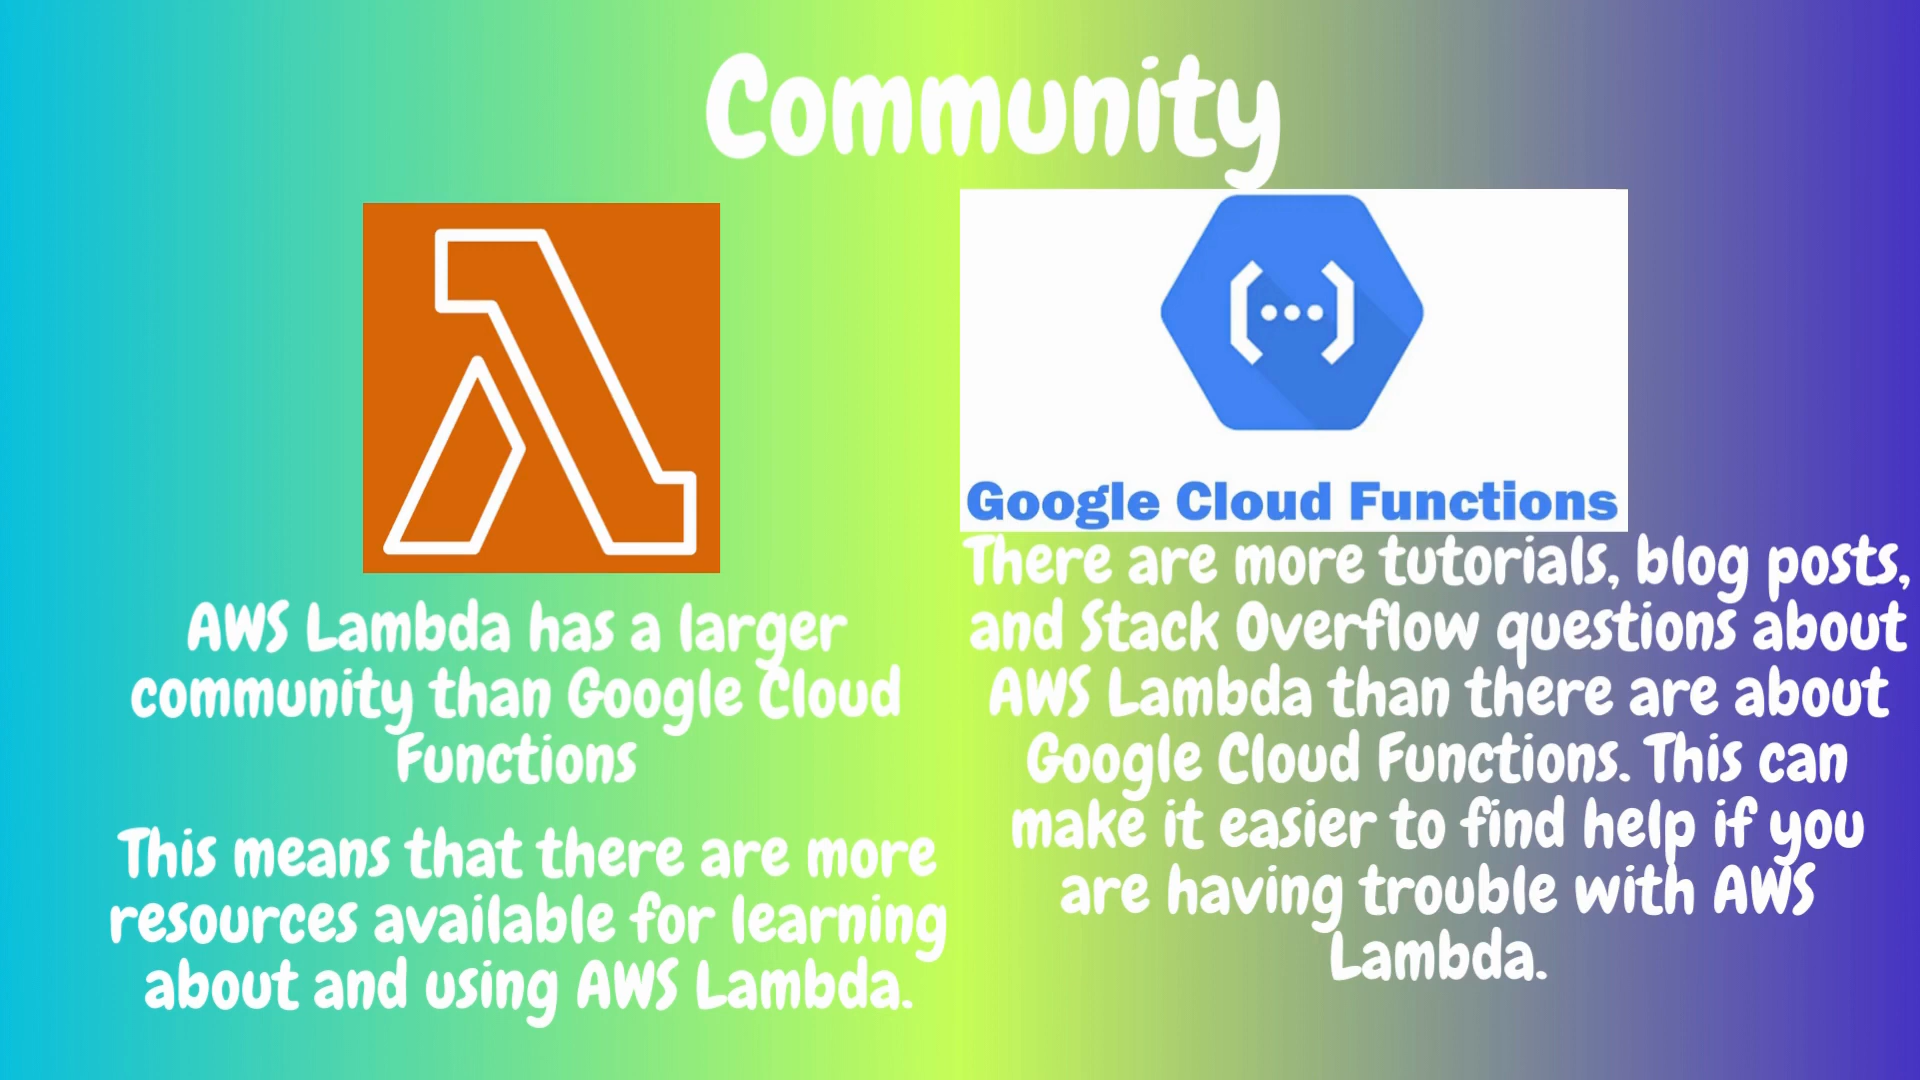 Community
AWS Lambda has a larger
community than Google Cloud
Functions
This means that there are more
resources available for learning
about and using AWS Lambda.
(...)
Google Cloud Functions
There are more tutorials, blog posts,
and Stack Overflow questions about
AWS Lambda than there are about
Google Cloud Functions. This can
make it easier to find help if you
are having trouble with AWS
Lambda.